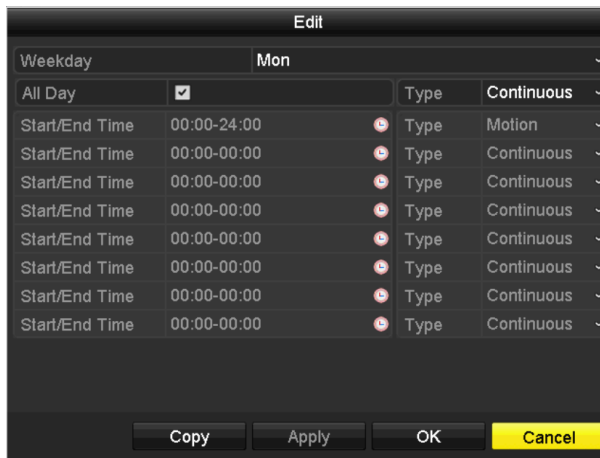 Edit
Weekday Mon
All Day Type Continuous
Start/End Time 00:00-24:00 Type Motion
Start/End Time 00:00-00:00 Type Continuous
Start/End Time 00:00-00:00 Type Continuous
Start/End Time 00:00-00:00 Type Continuous
Start/End Time 00:00-00:00 Type Continuous
Start/End Time 00:00-00:00 Type Continuous
Start/End Time 00:00-00:00 Type Continuous
Start/End Time 00:00-00:00 Type Continuous
Copy Apply OK Cancel